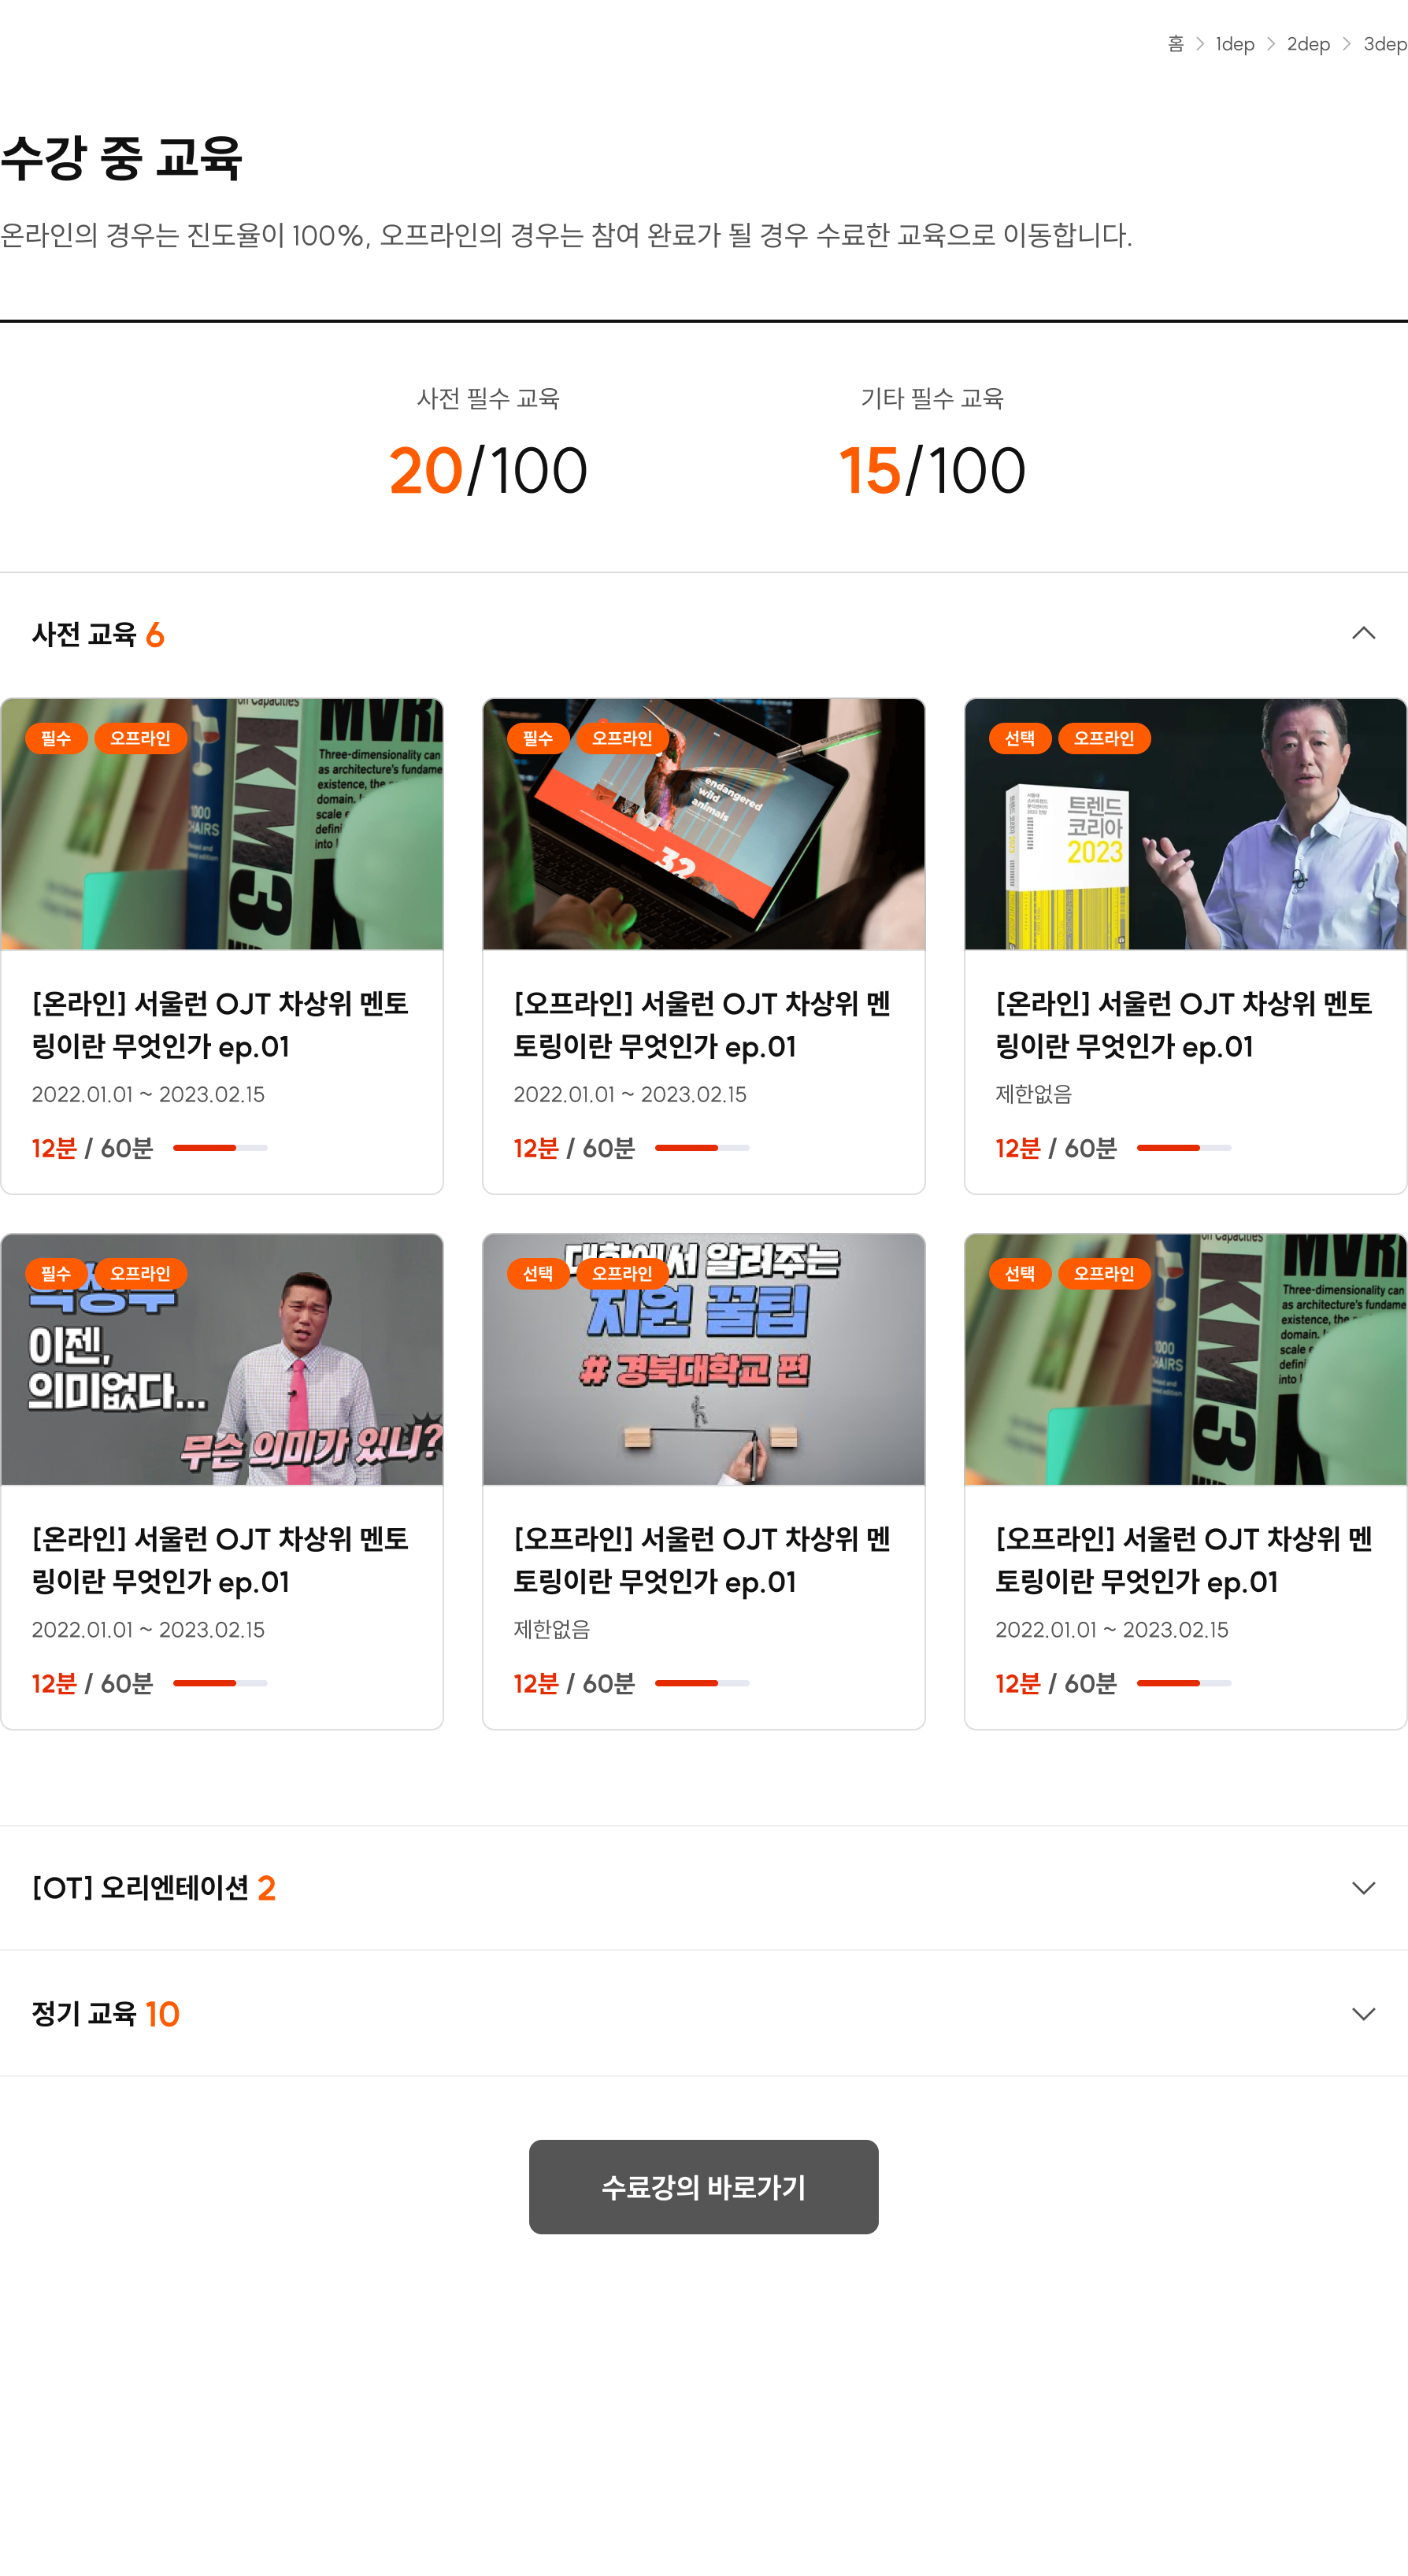 홈 > 1dep > 2dep > 3dep
수강 중 교육
온라인의 경우는 진도율이 100%, 오프라인의 경우는 참여 완료가 될 경우 수료한 교육으로 이동합니다.
사전 필수 교육
20/100
기타 필수 교육
15/100
사전 교육 6
필수 오프라인
MVRD
KM3
Three-dimensionality can
as architecture's fundame
existence, the
domain.
scale
defini
into
1000
CHAIRS
[온라인] 서울런 OJT 차상위 멘토
링이란 무엇인가 ep.01
2022.01.01 ~ 2023.02.15
12분 / 60분
필수 오프라인
endangered
wild
animals
32
[오프라인] 서울런 OJT 차상위 멘
토링이란 무엇인가 ep.01
2022.01.01 ~ 2023.02.15
12분 / 60분
선택 오프라인
트렌드
코리아
2023
[온라인] 서울런 OJT 차상위 멘토
링이란 무엇인가 ep.01
제한없음
12분 / 60분
필수 오프라인
이젠,
의미없다...
무슨 의미가 있니?
[온라인] 서울런 OJT 차상위 멘토
링이란 무엇인가 ep.01
2022.01.01 ~ 2023.02.15
12분 / 60분
선택 오프라인
대학에서 알려주는
지원 꿀팁
# 경북대학교 편
[오프라인] 서울런 OJT 차상위 멘
토링이란 무엇인가 ep.01
제한없음
12분 / 60분
선택 오프라인
KM3
Three-dimensionality can
as architecture's fundame
existence, the
domain.
scale
defini
into
1000
CHAIRS
[오프라인] 서울런 OJT 차상위 멘
토링이란 무엇인가 ep.01
2022.01.01 ~ 2023.02.15
12분 / 60분
[OT] 오리엔테이션 2
정기 교육 10
수료강의 바로가기